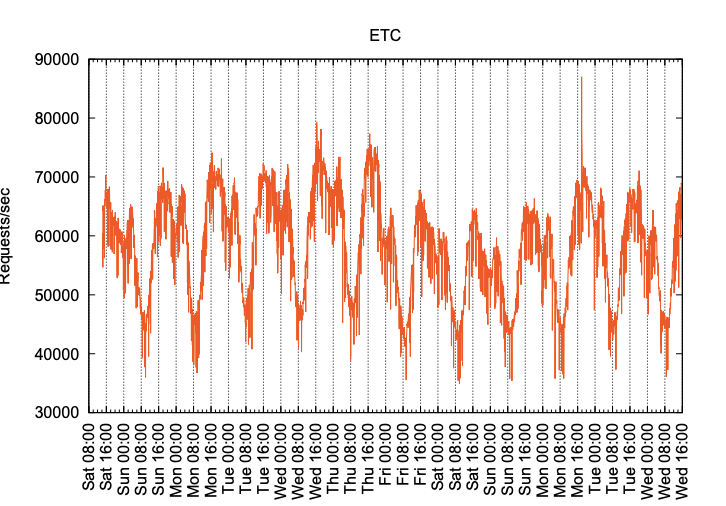 ETC
90000
80000
70000
60000
50000
40000
30000
Requests/sec
Sat 08:00
Sat 16:00
Sun 00:00
Sun 08:00
Sun 16:00
Mon 00:00
Mon 08:00
Mon 16:00
Tue 00:00
Tue 08:00
Tue 16:00
Wed 00:00
Wed 08:00
Wed 16:00
Thu 00:00
Thu 08:00
Thu 16:00
Fri 00:00
Fri 08:00
Fri 16:00
Sat 00:00
Sat 08:00
Sat 16:00
Sun 00:00
Sun 08:00
Sun 16:00
Mon 00:00
Mon 08:00
Mon 16:00
Tue 00:00
Tue 08:00
Tue 16:00
Wed 00:00
Wed 08:00
Wed 16:00